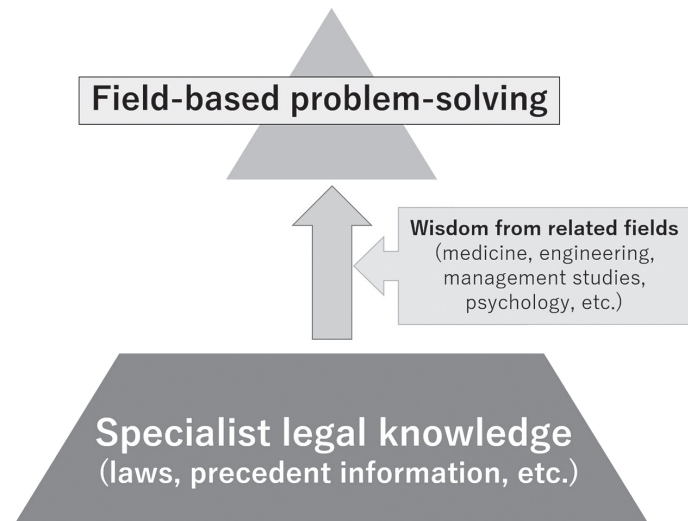 Field-based problem-solving
Wisdom from related fields
(medicine, engineering,
management studies,
psychology, etc.)
Specialist legal knowledge
(laws, precedent information, etc.)